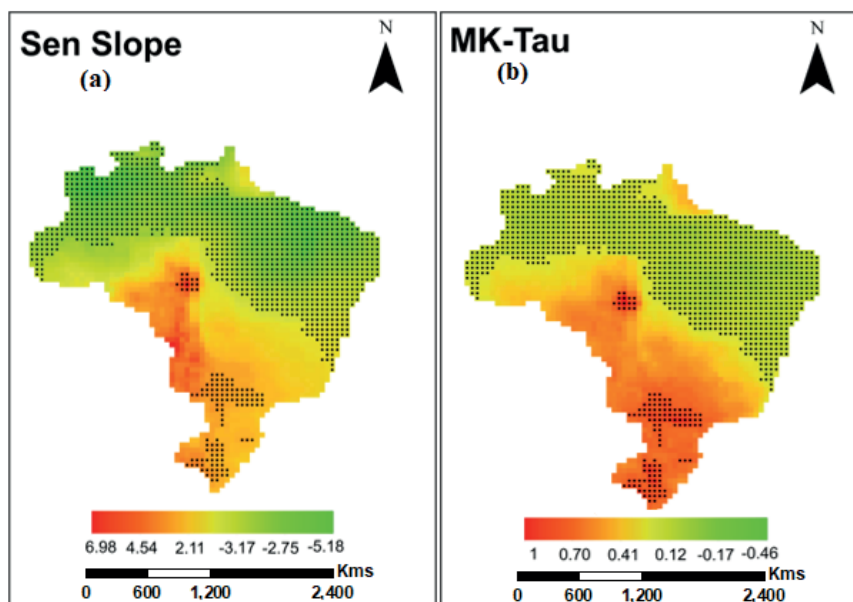 N
Sen Slope
(a)
6.98 4.54 2.11 -3.17 -2.75 -5.18
Kms
0 600 1,200 2,400
N
MK-Tau
(b)
1 0.70 0.41 0.12 -0.17 -0.46
Kms
0 600 1,200 2,400